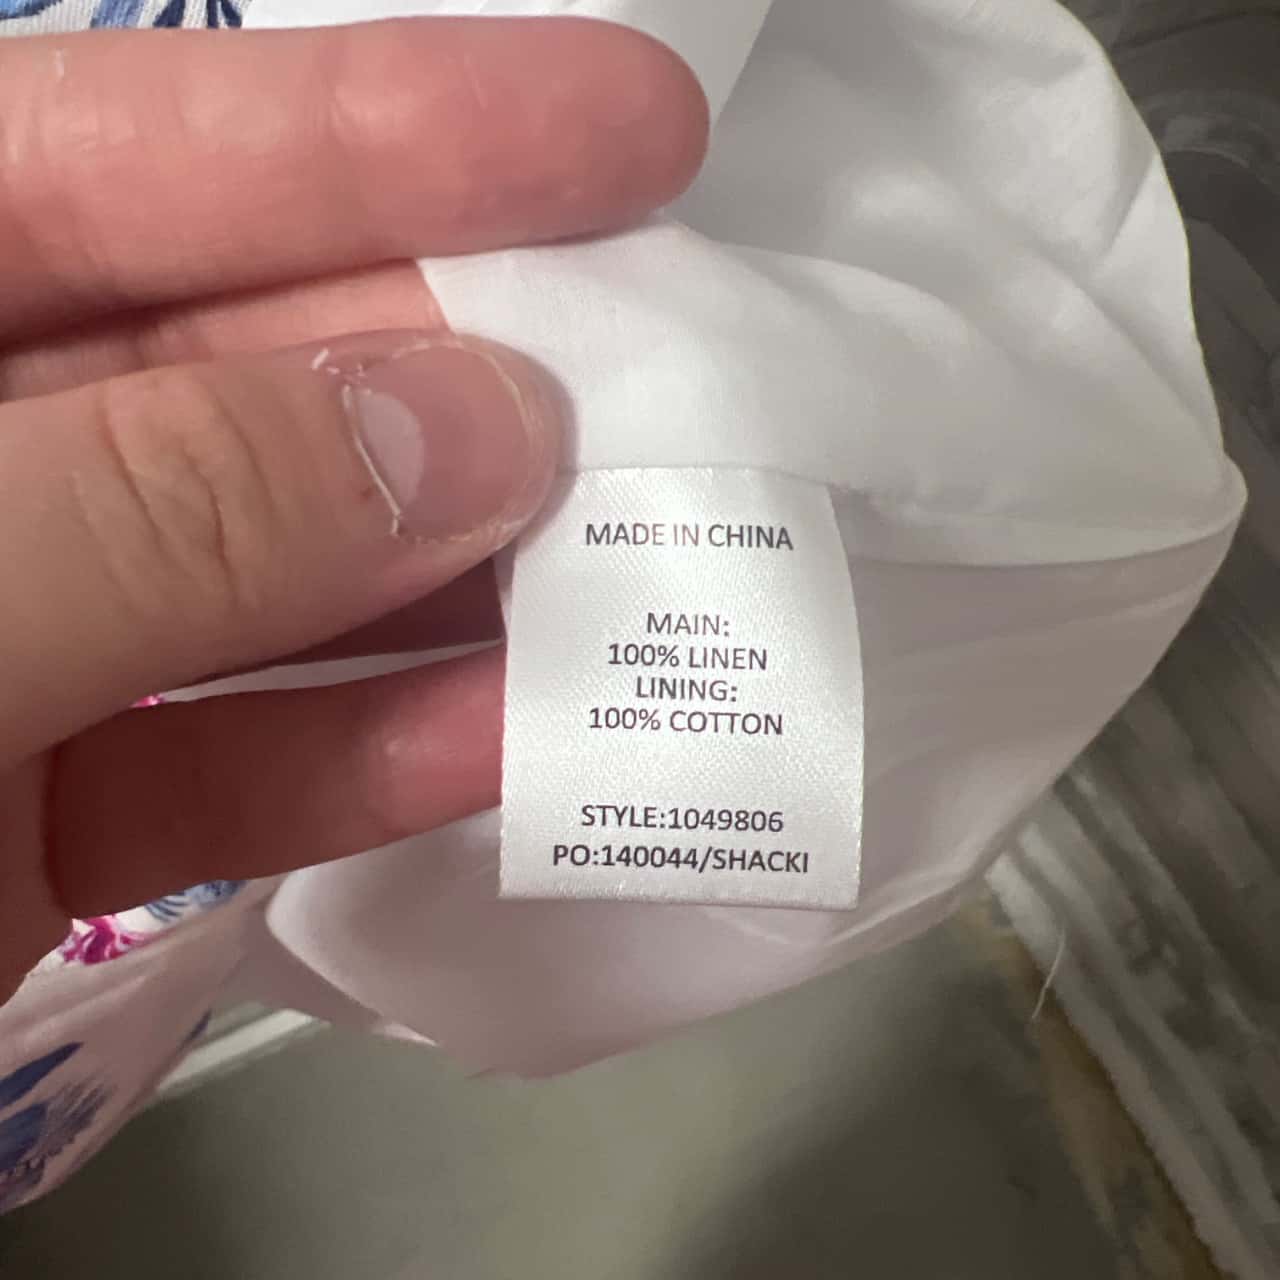 MADE IN CHINA
MAIN:
100% LINEN
LINING:
100% COTTON
STYLE:1049806
PO:140044/SHACKI